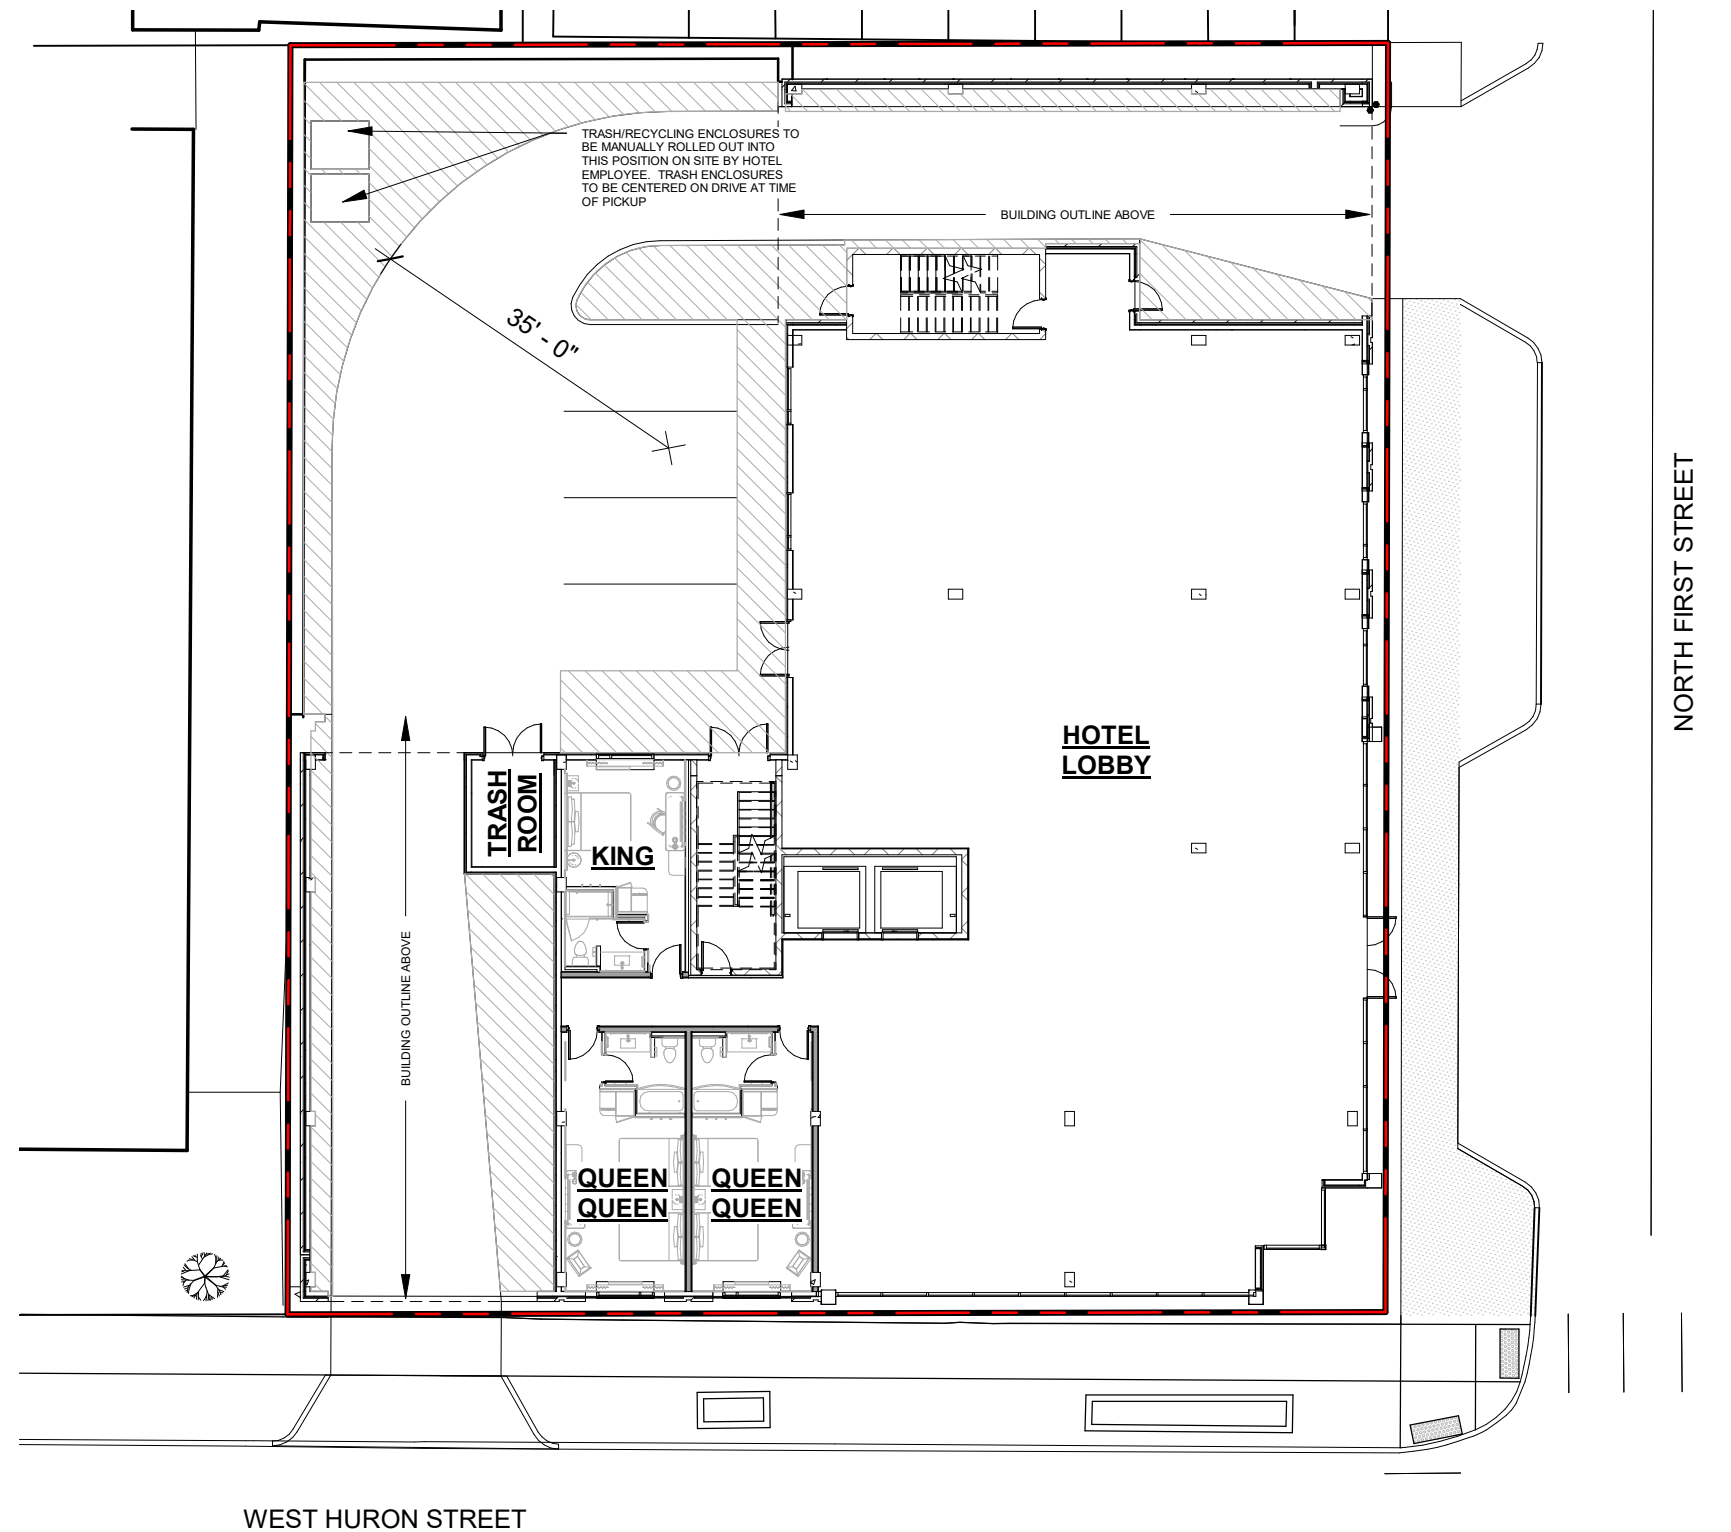 TRASH/RECYCLING ENCLOSURES TO
BE MANUALLY ROLLED OUT INTO
THIS POSITION ON SITE BY HOTEL
EMPLOYEE. TRASH ENCLOSURES
TO BE CENTERED ON DRIVE AT TIME
OF PICKUP
BUILDING OUTLINE ABOVE
35' - 0"
NORTH FIRST STREET
HOTEL
LOBBY
TRASH
ROOM
KING
BUILDING OUTLINE ABOVE
QUEEN
QUEEN
QUEEN
QUEEN
WEST HURON STREET